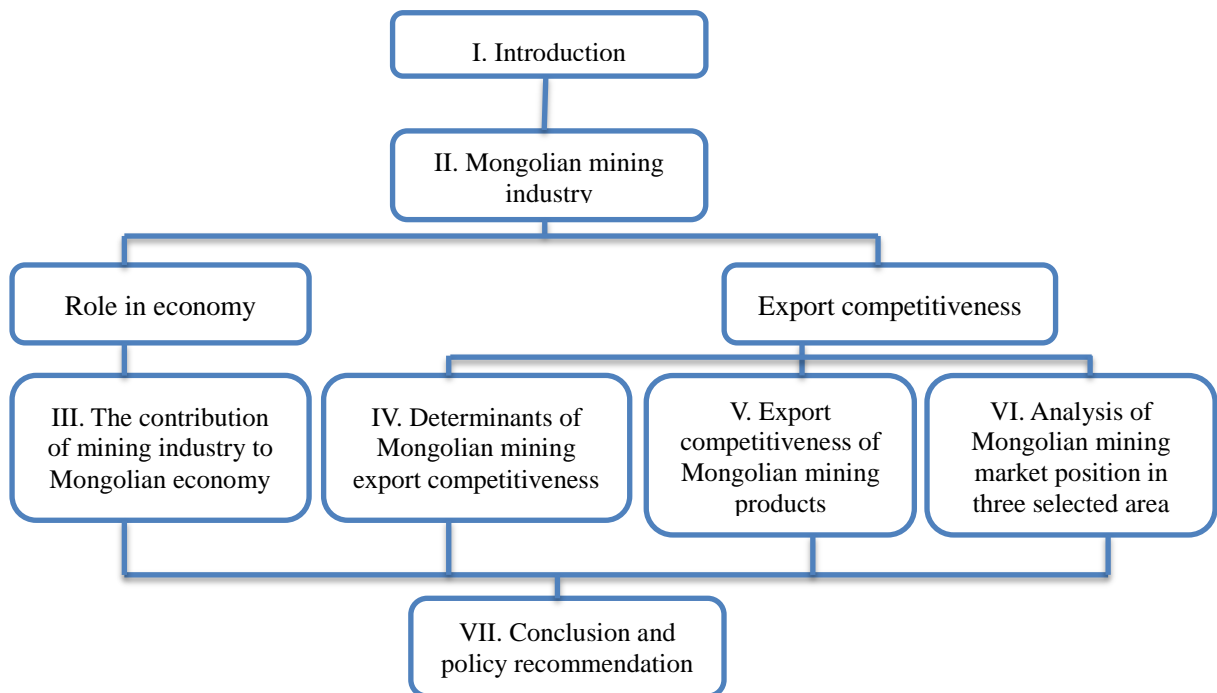 I. Introduction
II. Mongolian mining
industry
Role in economy
Export competitiveness
III. The contribution
of mining industry to
Mongolian economy
IV. Determinants of
Mongolian mining
export competitiveness
V. Export
competitiveness of
Mongolian mining
products
VI. Analysis of
Mongolian mining
market position in
three selected area
VII. Conclusion and
policy recommendation